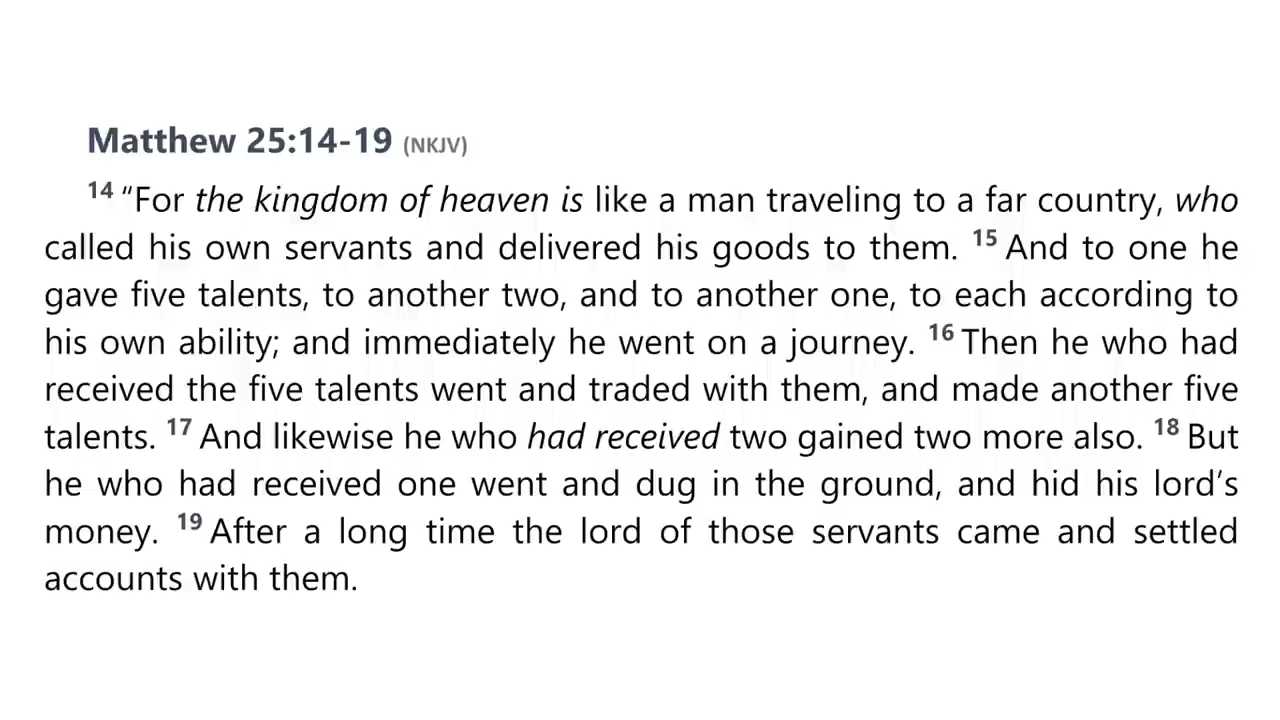 Matthew 25:14-19 (NKJV)
14 “For the kingdom of heaven is like a man traveling to a far country, who
called his own servants and delivered his goods to them. 15 And to one he
gave five talents, to another two, and to another one, to each according to
his own ability; and immediately he went on a journey. 16 Then he who had
received the five talents went and traded with them, and made another five
talents. 17 And likewise he who had received two gained two more also. 18 But
he who had received one went and dug in the ground, and hid his lord’s
money. 19 After a long time the lord of those servants came and settled
accounts with them.